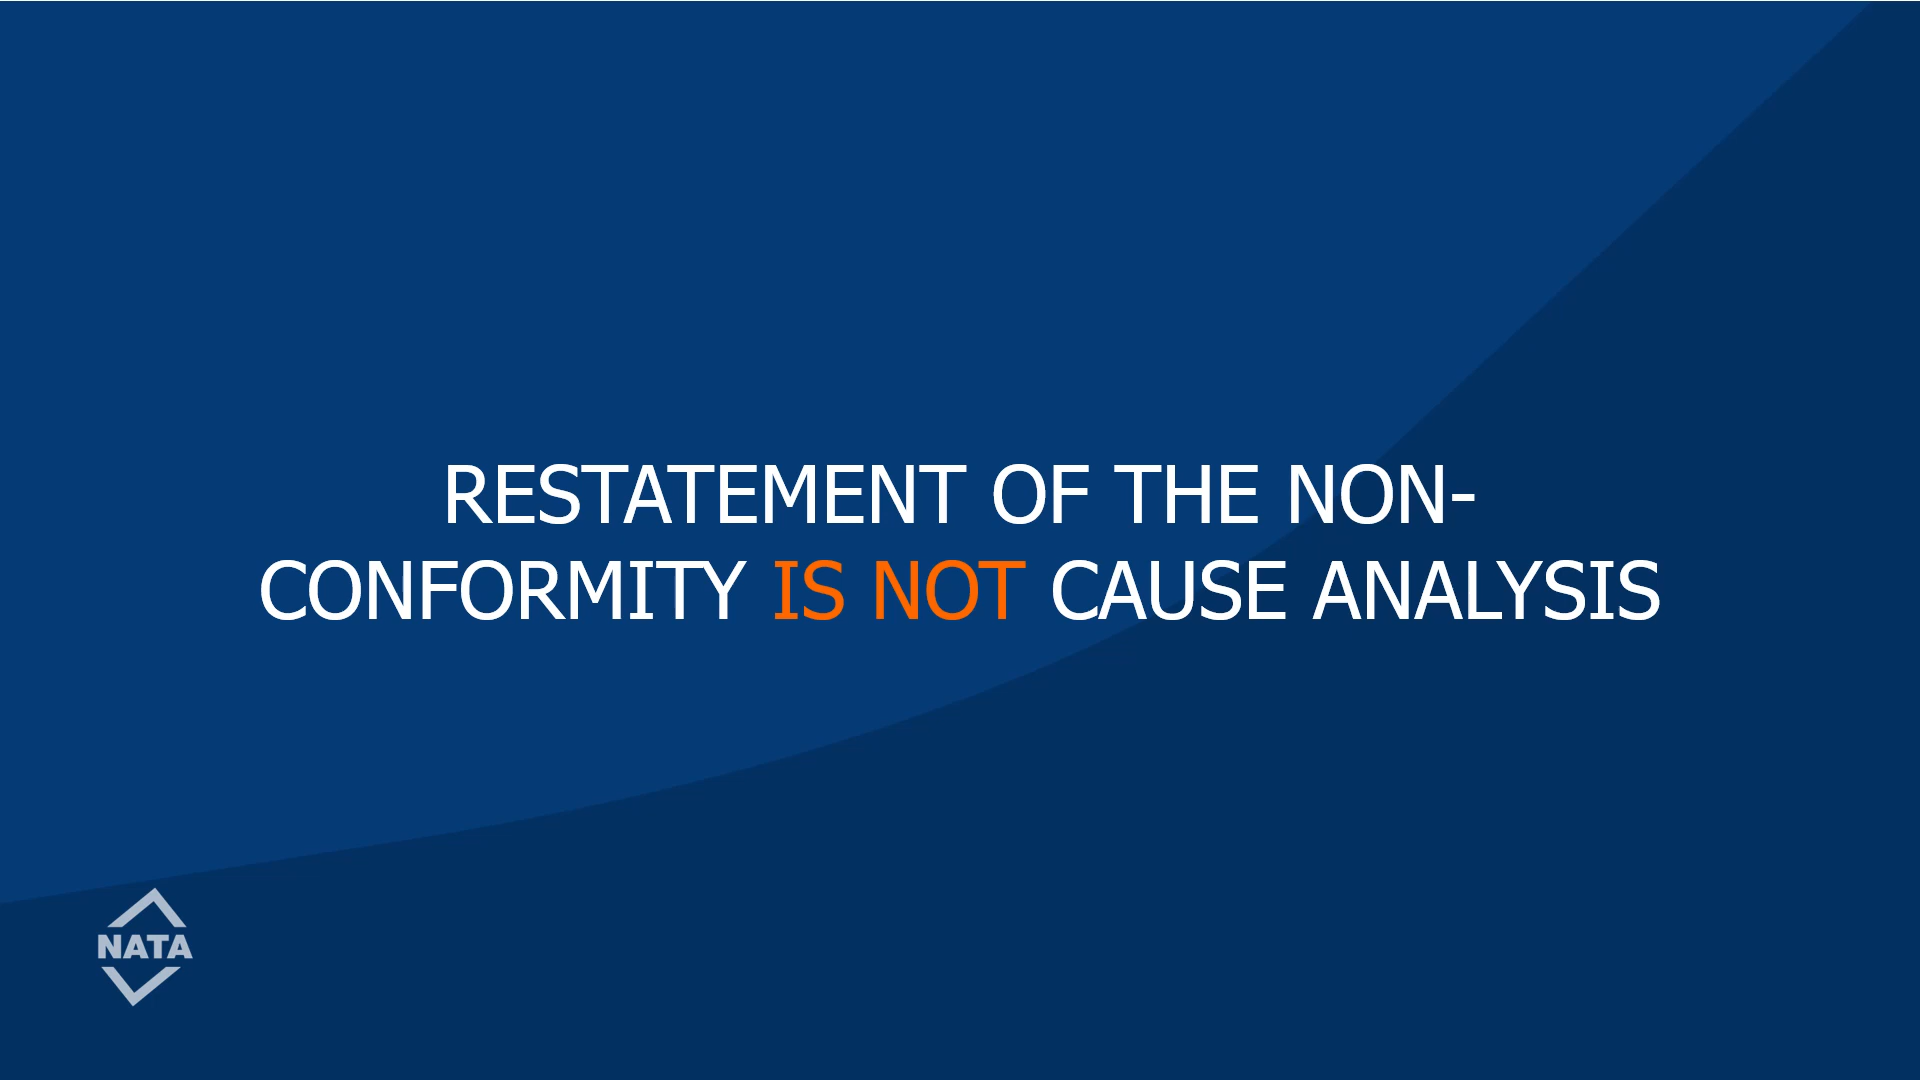 RESTATEMENT OF THE NON-
CONFORMITY IS NOT CAUSE ANALYSIS
NATA